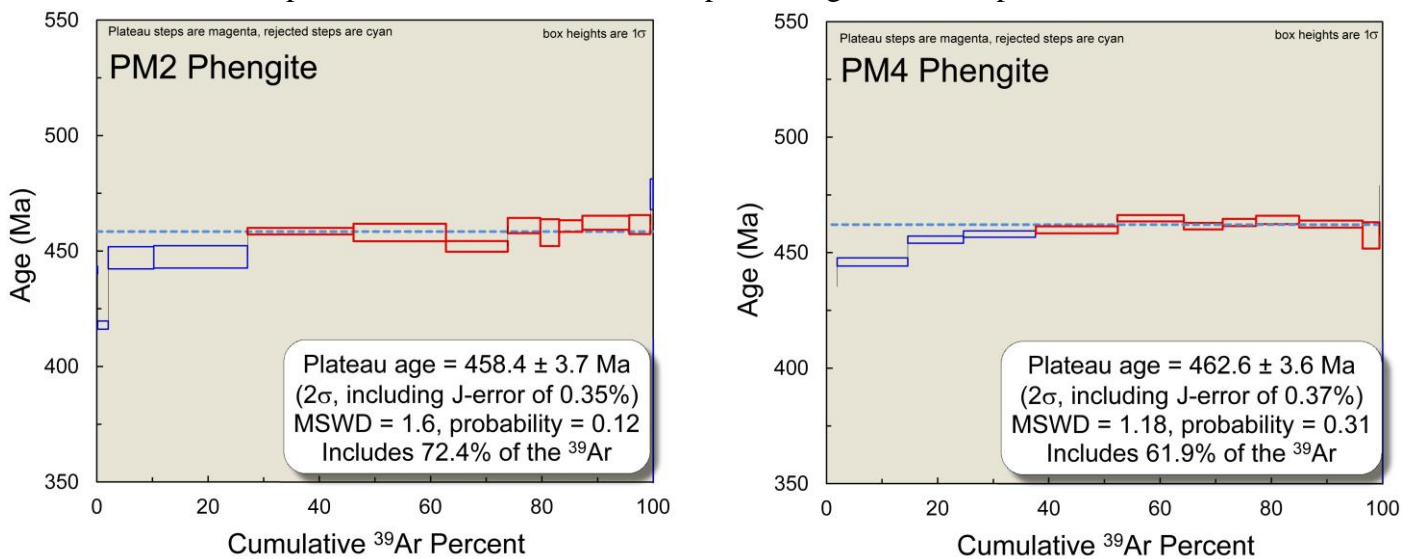 Plateau steps are magenta, rejected steps are cyan
box heights are 1σ
PM2 Phengite
550
500
450
400
350
Age (Ma)
0
20
40
60
80
100
Cumulative ³⁹Ar Percent
Plateau age = 458.4 ± 3.7 Ma
(2σ, including J-error of 0.35%)
MSWD = 1.6, probability = 0.12
Includes 72.4% of the ³⁹Ar
Plateau steps are magenta, rejected steps are cyan
box heights are 1σ
PM4 Phengite
550
500
450
400
350
Age (Ma)
0
20
40
60
80
100
Cumulative ³⁹Ar Percent
Plateau age = 462.6 ± 3.6 Ma
(2σ, including J-error of 0.37%)
MSWD = 1.18, probability = 0.31
Includes 61.9% of the ³⁹Ar